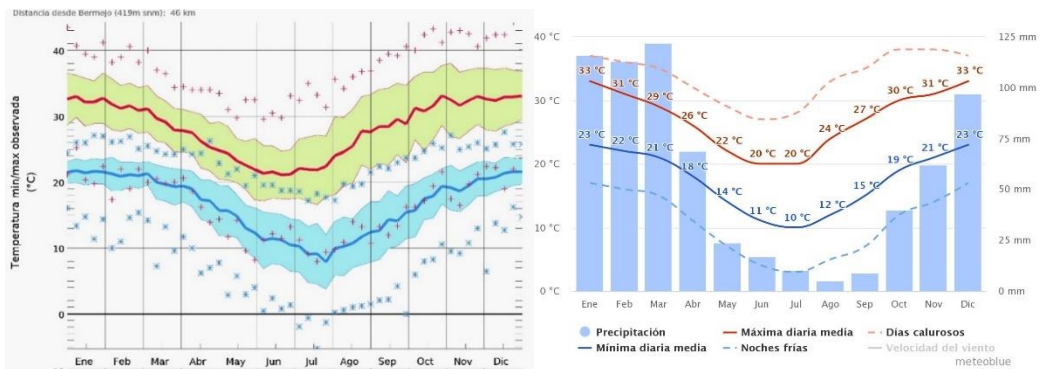 Distancia desde Bermejo (419m snm): 46 km
Temperatura min/max observada
(°C)
40
30
20
10
0
Ene Feb Mar Abr May Jun Jul Ago Sep Oct Nov Dic
40 °C
30 °C
20 °C
10 °C
0 °C
125 mm
100 mm
75 mm
50 mm
25 mm
0 mm
33 °C 31 °C 29 °C 26 °C 22 °C 20 °C 20 °C 24 °C 27 °C 30 °C 31 °C 33 °C
23 °C 22 °C 21 °C 18 °C 14 °C 11 °C 10 °C 12 °C 15 °C 19 °C 21 °C 23 °C
Ene Feb Mar Abr May Jun Jul Ago Sep Oct Nov Dic
Precipitación Máxima diaria media Días calurosos
Mínima diaria media Noches frías Velocidad del viento
meteoblue